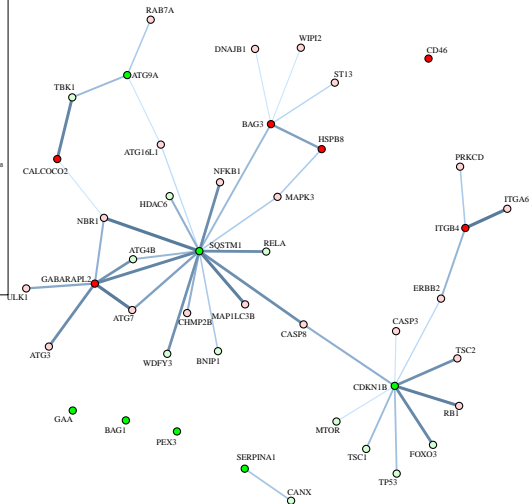 RAB7A
WIPI2
DNAJB1
CD46
ATG9A
ST13
TBK1
BAG3
HSPB8
ATG16L1
CALCOCO2
PRKCD
NFKB1
MAPK3
HDAC6
ITGA6
NBR1
ITGB4
SQSTM1
RELA
ATG4B
GABARAPL2
ULK1
ERBB2
ATG7
CHMP2B
MAP1LC3B
CASP3
CASP8
ATG3
WDFY3
BNIP1
TSC2
CDKN1B
RB1
GAA
BAG1
MTOR
PEX3
FOXO3
TSC1
SERPINA1
TP53
CANX